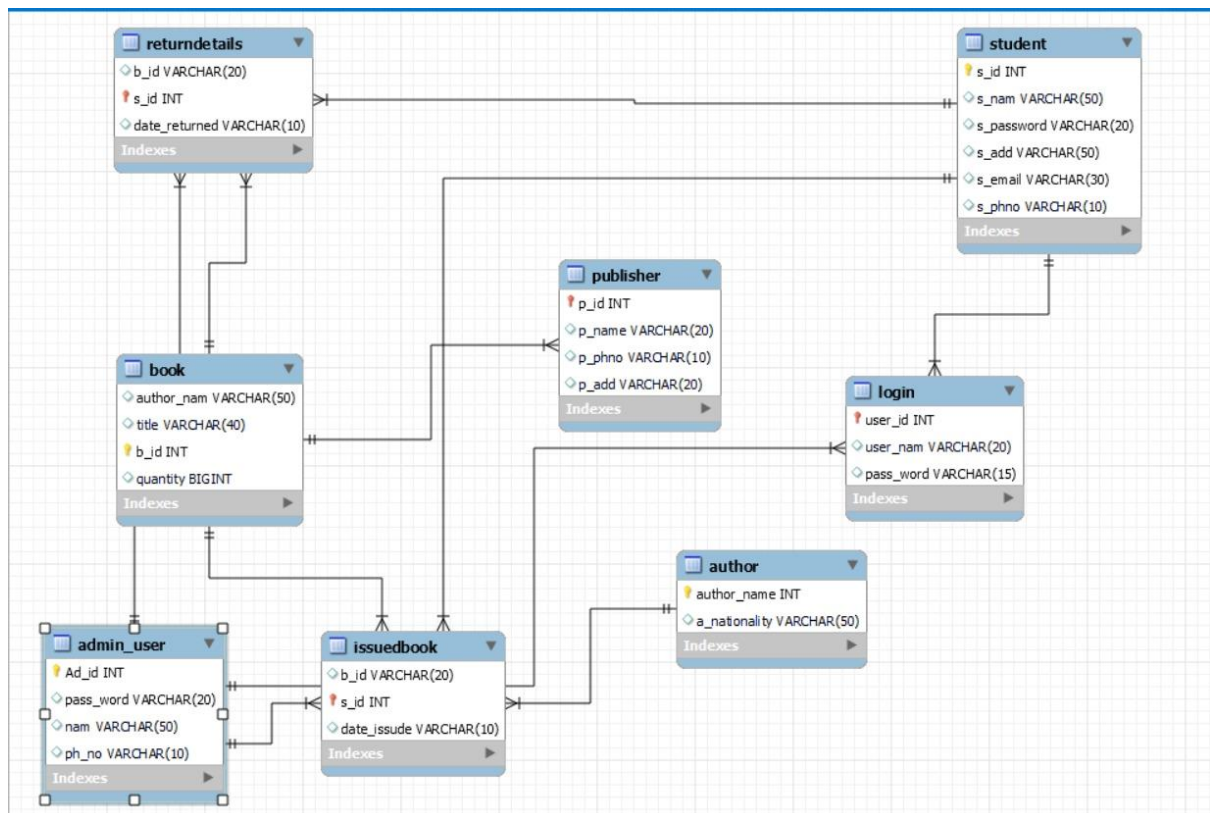 returndetails
b_id VARCHAR(20)
s_id INT
date_returned VARCHAR(10)
Indexes
student
s_id INT
s_nam VARCHAR(50)
s_password VARCHAR(20)
s_add VARCHAR(50)
s_email VARCHAR(30)
s_phno VARCHAR(10)
Indexes
publisher
p_id INT
p_name VARCHAR(20)
p_phno VARCHAR(10)
p_add VARCHAR(20)
Indexes
book
author_nam VARCHAR(50)
title VARCHAR(40)
b_id INT
quantity BIGINT
Indexes
login
user_id INT
user_nam VARCHAR(20)
pass_word VARCHAR(15)
Indexes
author
author_name INT
a_nationality VARCHAR(50)
Indexes
admin_user
Ad_id INT
pass_word VARCHAR(20)
nam VARCHAR(50)
ph_no VARCHAR(10)
Indexes
issuedbook
b_id VARCHAR(20)
s_id INT
date_issude VARCHAR(10)
Indexes